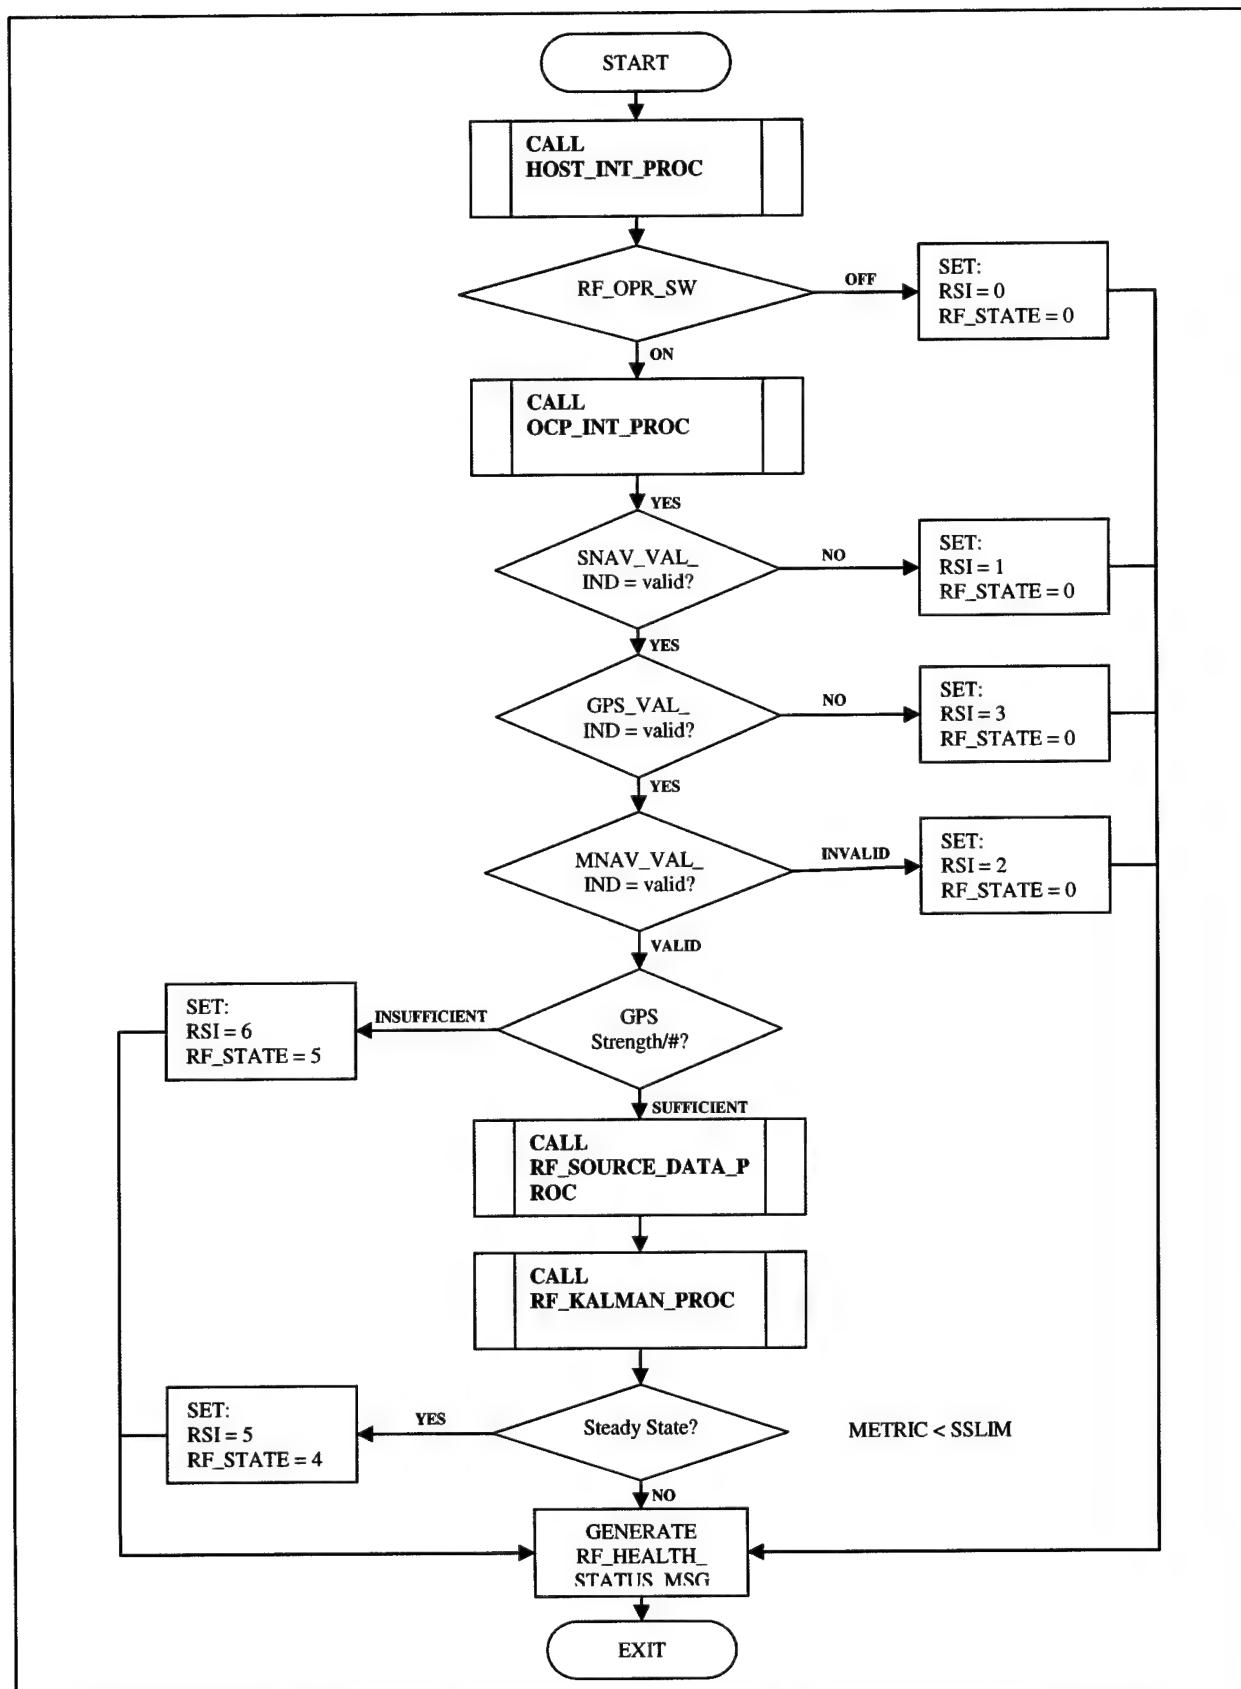 START
CALL
HOST_INT_PROC
RF_OPR_SW
OFF
SET:
RSI = 0
RF_STATE = 0
ON
CALL
OCP_INT_PROC
YES
SNAV_VAL_
IND = valid?
NO
SET:
RSI = 1
RF_STATE = 0
YES
GPS_VAL_
IND = valid?
NO
SET:
RSI = 3
RF_STATE = 0
YES
MNAV_VAL_
IND = valid?
INVALID
SET:
RSI = 2
RF_STATE = 0
VALID
GPS
Strength/#?
INSUFFICIENT
SET:
RSI = 6
RF_STATE = 5
SUFFICIENT
CALL
RF_SOURCE_DATA_P
ROC
CALL
RF_KALMAN_PROC
Steady State?
METRIC < SSLIM
YES
SET:
RSI = 5
RF_STATE = 4
NO
GENERATE
RF_HEALTH_
STATUS_MSG
EXIT